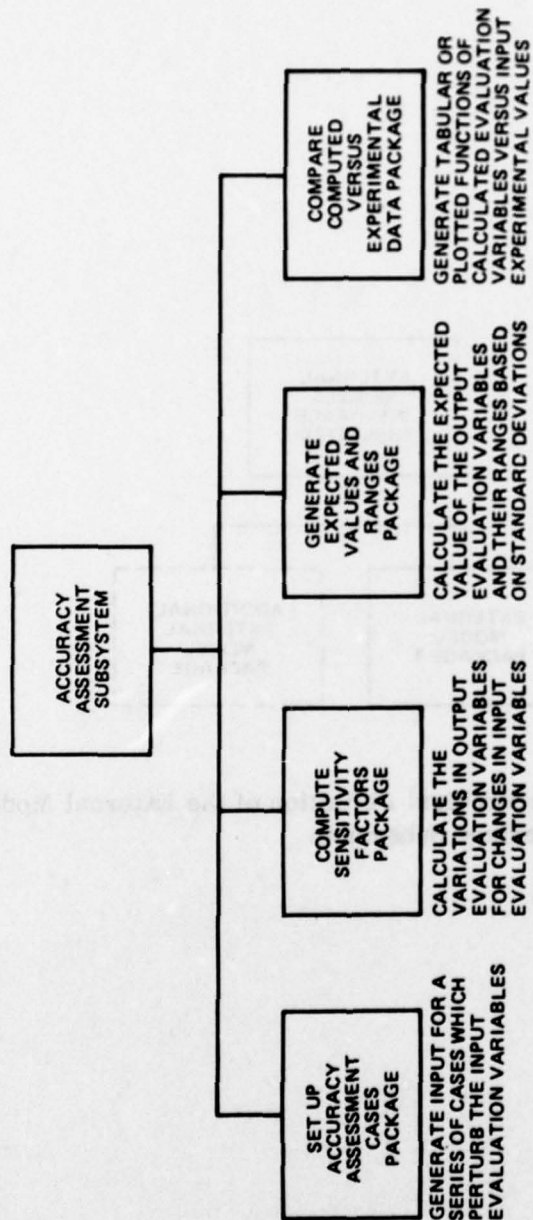 ACCURACY
ASSESSMENT
SUBSYSTEM
SET UP
ACCURACY
ASSESSMENT
CASES
PACKAGE
GENERATE INPUT FOR A
SERIES OF CASES WHICH
PERTURB THE INPUT
EVALUATION VARIABLES
COMPUTE
SENSITIVITY
FACTORS
PACKAGE
CALCULATE THE
VARIATIONS IN OUTPUT
EVALUATION VARIABLES
FOR CHANGES IN INPUT
EVALUATION VARIABLES
GENERATE
EXPECTED
VALUES AND
RANGES
PACKAGE
CALCULATE THE EXPECTED
VALUE OF THE OUTPUT
EVALUATION VARIABLES
AND THEIR RANGES BASED
ON STANDARD DEVIATIONS
COMPARE
COMPUTED
VERSUS
EXPERIMENTAL
DATA PACKAGE
GENERATE TABULAR OR
PLOTTED FUNCTIONS OF
CALCULATED EVALUATION
VARIABLES VERSUS INPUT
EXPERIMENTAL VALUES